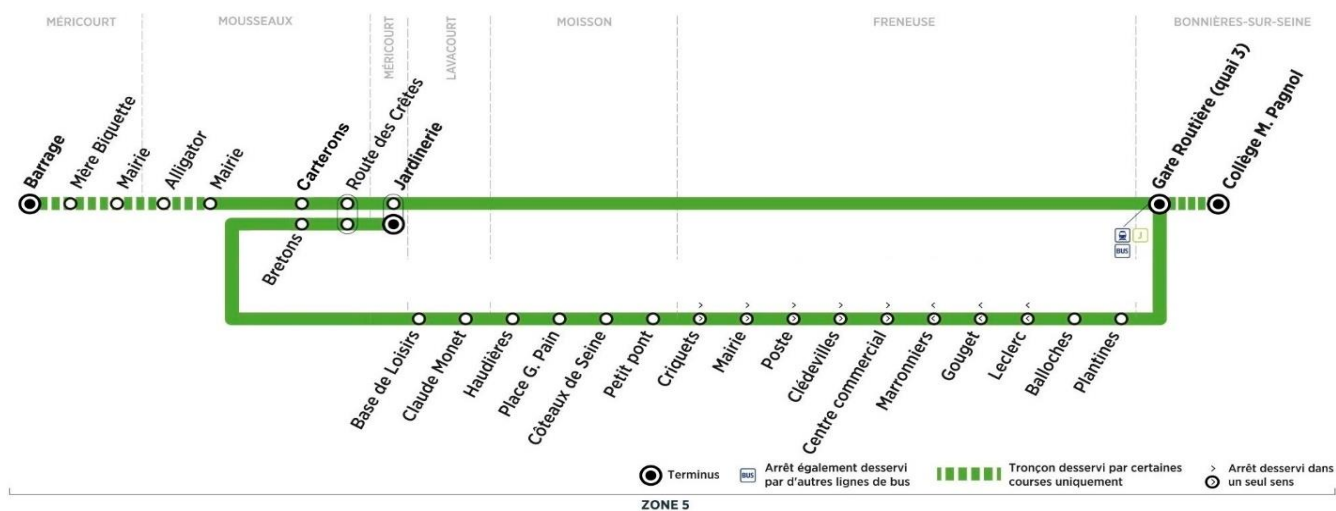 MÉRICOURT
MOUSSEAUX
MÉRICOURT
LAVACOURT
MOISSON
FRENEUSE
BONNIÈRES-SUR-SEINE
Barrage
Mère Biquette
Mairie
Alligator
Mairie
Carterons
Route des Crêtes
Jardinerie
Gare Routière (quai 3)
Collège M. Pagnol
J
BUS
Bretons
Base de Loisirs
Claude Monet
Haudières
Place G. Pain
Côteaux de Seine
Petit pont
Criquets
Mairie
Poste
Clédevilles
Centre commercial
Marronniers
Gouget
Leclerc
Balloches
Plantines
Terminus
BUS
Arrêt également desservi
par d'autres lignes de bus
Tronçon desservi par certaines
courses uniquement
Arrêt desservi dans
un seul sens
ZONE 5